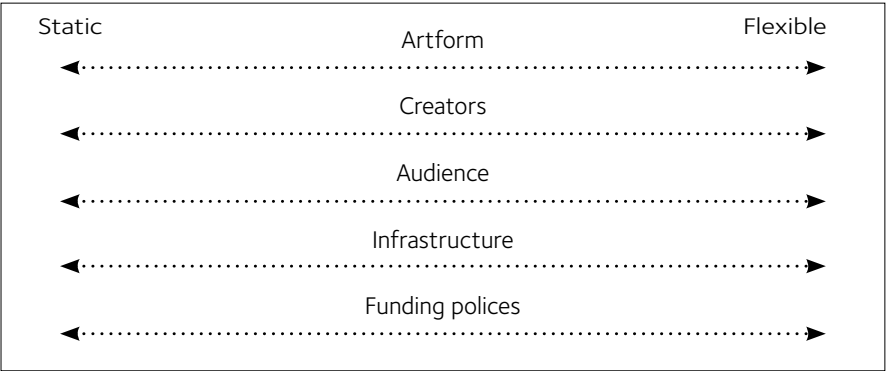 Static Flexible
Artform
Creators
Audience
Infrastructure
Funding polices